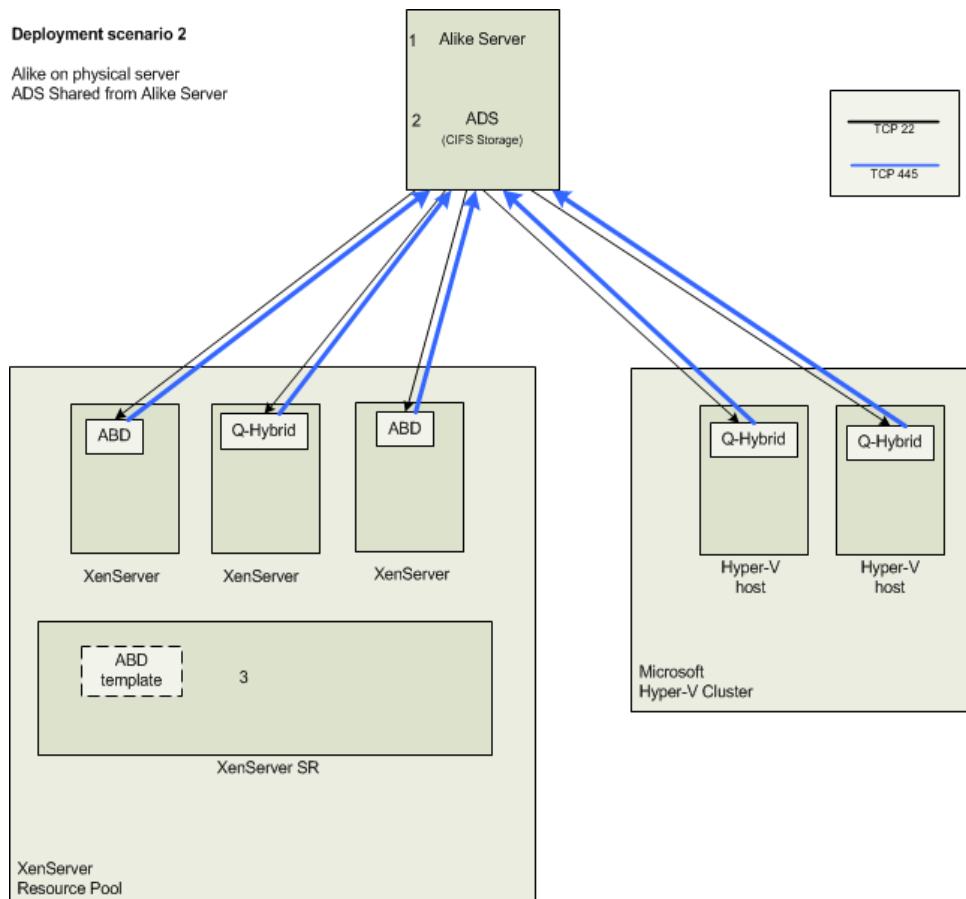 Deployment scenario 2
Alike on physical server
ADS Shared from Alike Server
1
Alike Server
2
ADS
(CIFS Storage)
TCP 22
TCP 445
ABD
Q-Hybrid
ABD
Q-Hybrid
Q-Hybrid
XenServer
XenServer
XenServer
Hyper-V
host
Hyper-V
host
ABD
template
3
XenServer SR
Microsoft
Hyper-V Cluster
XenServer
Resource Pool